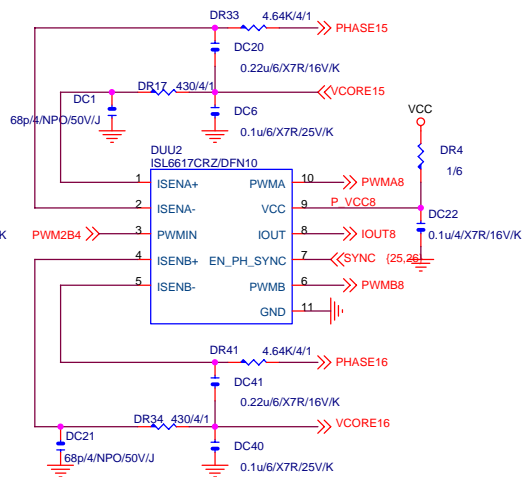 DR33 4.64K/4/1 PHASE15
DC20
0.22u/6/X7R/16V/K
DR17 430/4/1 VCORE15
DC1
68p/4/NPO/50V/J
DC6
0.1u/6/X7R/25V/K
VCC
DR4
1/6
DUU2
ISL6617CRZ/DFN10
1 ISENA+ PWMA 10 PWMA8
2 ISENA- VCC 9 P_VCC8
DC22
0.1u/4/X7R/16V/K
K PWM2B4 3 PWMIN IOUT 8 IOUT8
4 ISENB+ EN_PH_SYNC 7 SYNC {25,26}
5 ISENB- PWMB 6 PWMB8
GND 11
DR41 4.64K/4/1 PHASE16
DC41
0.22u/6/X7R/16V/K
DR34 430/4/1 VCORE16
DC21
68p/4/NPO/50V/J
DC40
0.1u/6/X7R/25V/K